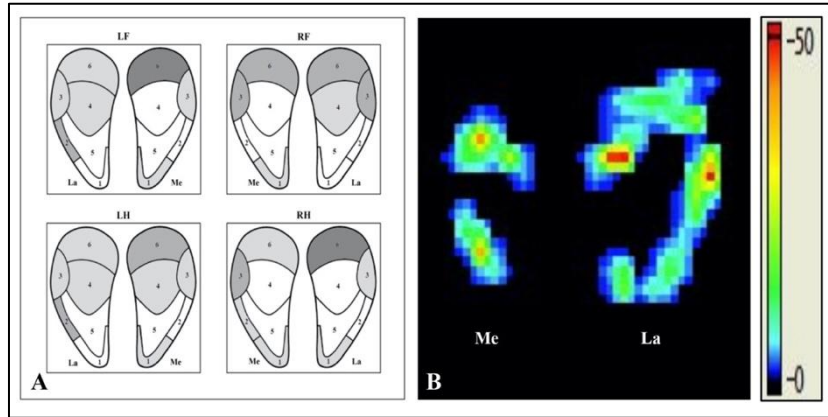 LF RF
6 6 6
3 3 3 3
4 4 4 4
2 2 2 2
5 5 5 5
La 1 1 Me Me 1 1 La
LH RH
6 6 6
3 3 3 3
4 4 4 4
2 2 2 2
5 5 5 5
La 1 1 Me Me 1 1 La
A
Me La
B
-50
-0